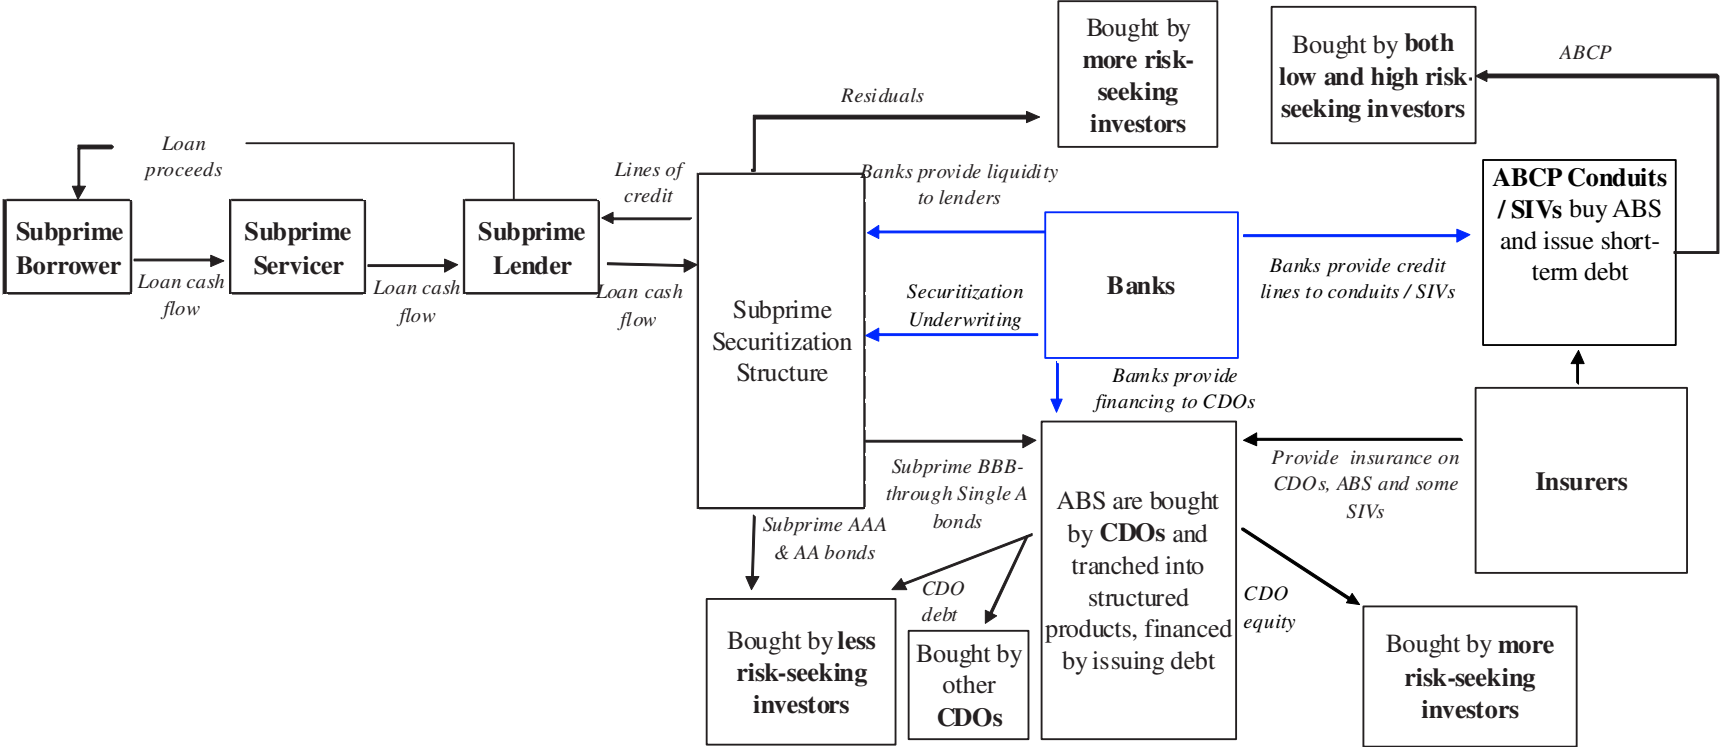 Bought by
more risk-
seeking
investors
Bought by both
low and high risk-
seeking investors
ABCP
Residuals
Loan
proceeds
Lines of
credit
Banks provide liquidity
to lenders
ABCP Conduits
/ SIVs buy ABS
and issue short-
term debt
Subprime
Borrower
Subprime
Servicer
Subprime
Lender
Loan cash
flow
Loan cash
flow
Loan cash
flow
Subprime
Securitization
Structure
Securitization
Underwriting
Banks
Banks provide credit
lines to conduits / SIVs
Bamks provide
financing to CDOs
Subprime BBB-
through Single A
bonds
Provide insurance on
CDOs, ABS and some
SIVs
Insurers
Subprime AAA
& AA bonds
ABS are bought
by CDOs and
tranched into
structured
products, financed
by issuing debt
CDO
debt
CDO
equity
Bought by less
risk-seeking
investors
Bought by
other
CDOs
Bought by more
risk-seeking
investors